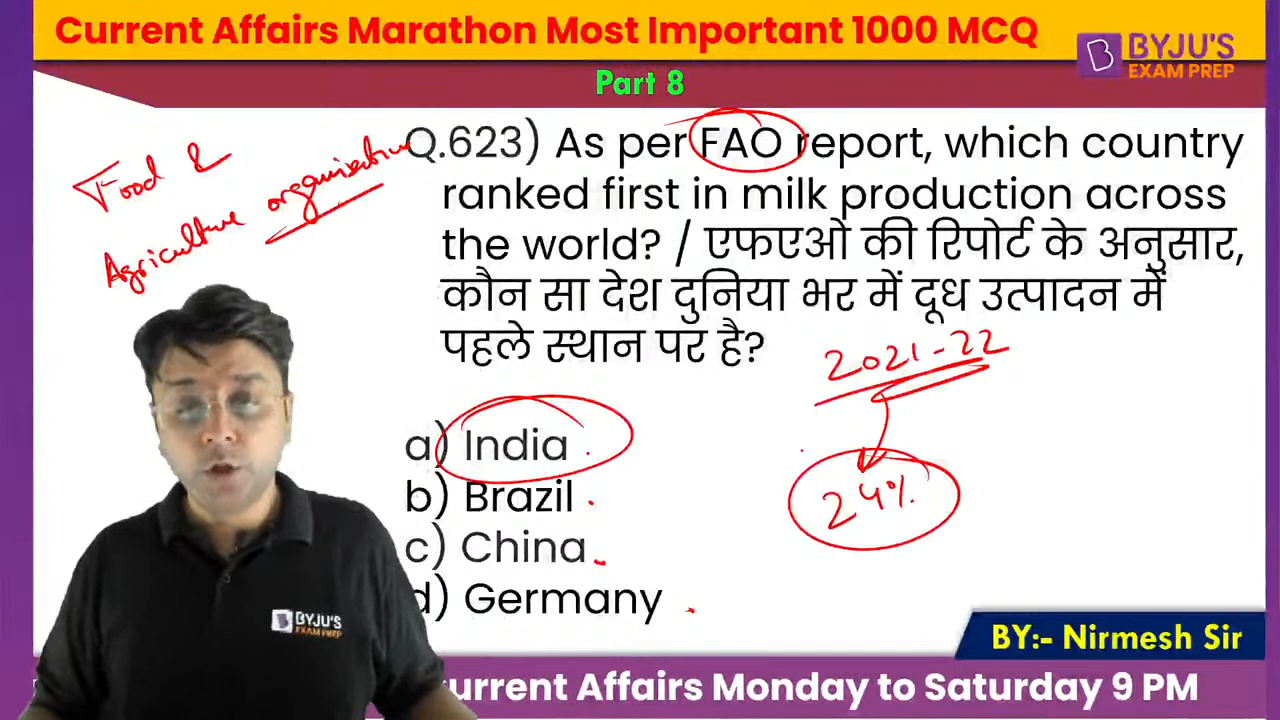 Current Affairs Marathon Most Important 1000 MCQ
BYJU'S
EXAM PREP
Part 8
Food &
Agriculture organisation
Q.623) As per FAO report, which country
ranked first in milk production across
the world? / एफएओ की रिपोर्ट के अनुसार,
कौन सा देश दुनिया भर में दूध उत्पादन में
पहले स्थान पर है?
2021-22
24%
a) India
b) Brazil
c) China
d) Germany
BYJU'S
EXAM PREP
BY:- Nirmesh Sir
urrent Affairs Monday to Saturday 9 PM